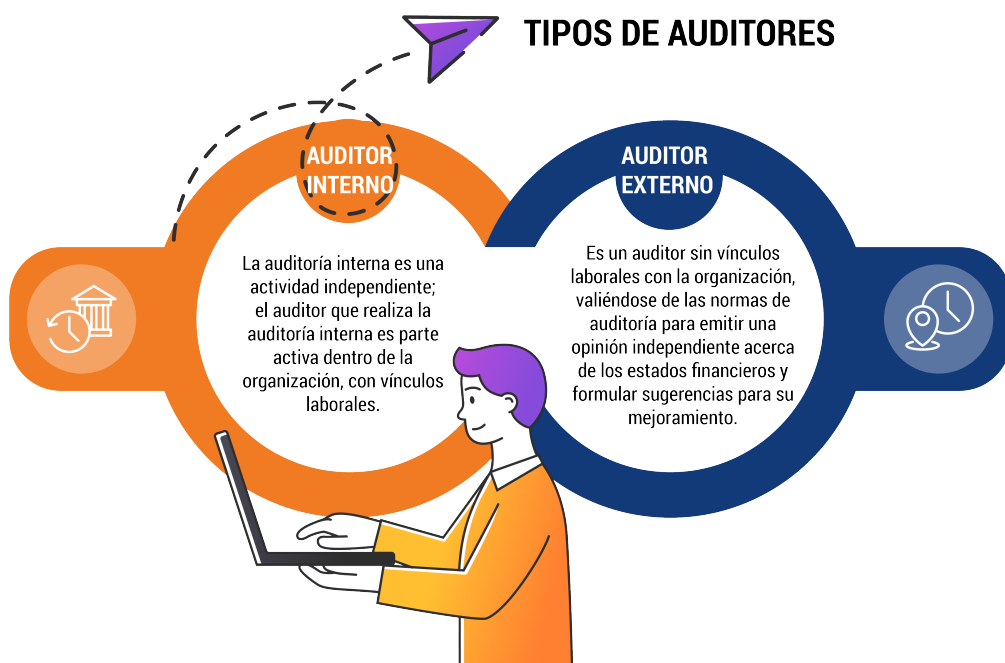 TIPOS DE AUDITORES
AUDITOR
INTERNO
La auditoría interna es una
actividad independiente;
el auditor que realiza la
auditoría interna es parte
activa dentro de la
organización, con vínculos
laborales.
AUDITOR
EXTERNO
Es un auditor sin vínculos
laborales con la organización,
valiéndose de las normas de
auditoría para emitir una
opinión independiente acerca
de los estados financieros y
formular sugerencias para su
mejoramiento.